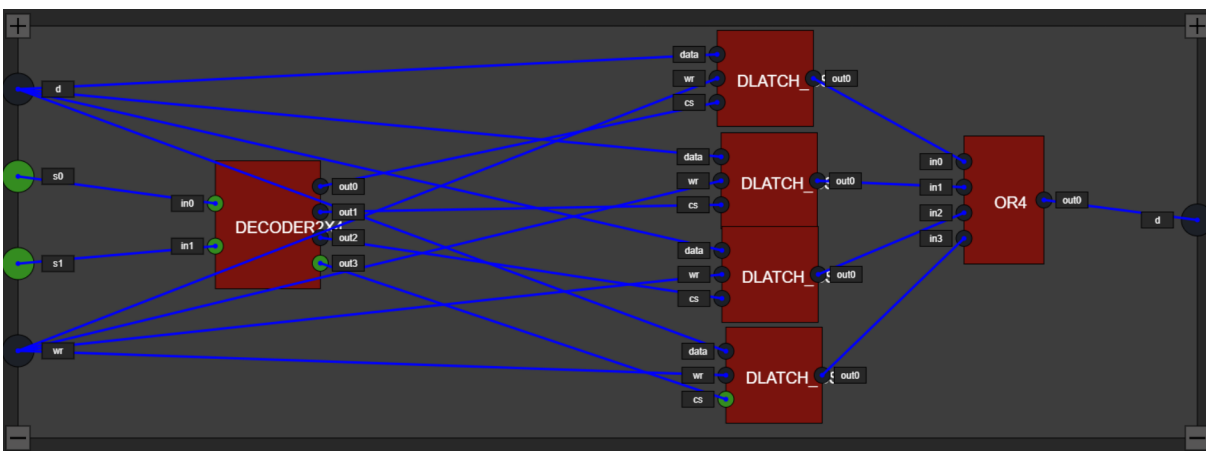 +
+
d
s0
s1
wr
in0
in1
DECODER2X4
out0
out1
out2
out3
data
wr
cs
DLATCH_
out0
data
wr
cs
DLATCH_
out0
data
wr
cs
DLATCH_
out0
data
wr
cs
DLATCH_
out0
in0
in1
in2
in3
OR4
out0
d
−
−